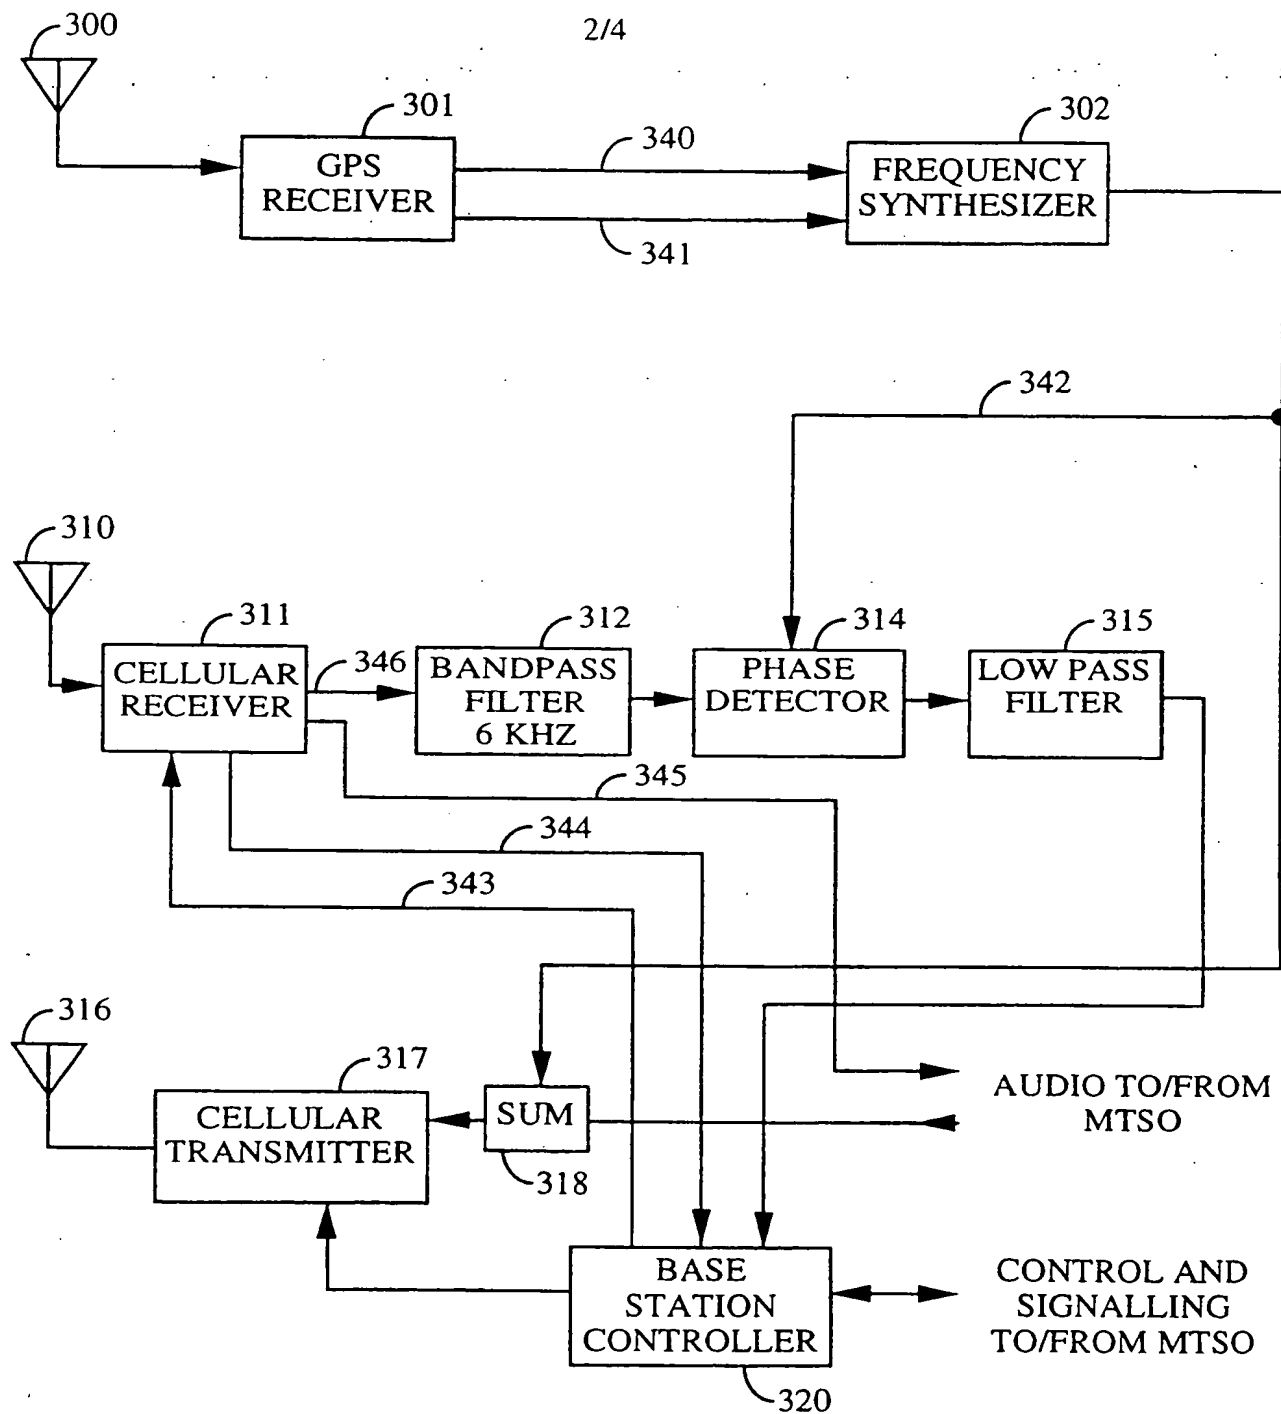 2/4
300
301
302
GPS
RECEIVER
340
341
FREQUENCY
SYNTHESIZER
342
310
311
346
312
314
315
CELLULAR
RECEIVER
BANDPASS
FILTER
6 KHZ
PHASE
DETECTOR
LOW PASS
FILTER
345
344
343
316
317
CELLULAR
TRANSMITTER
SUM
318
AUDIO TO/FROM
MTSO
BASE
STATION
CONTROLLER
320
CONTROL AND
SIGNALLING
TO/FROM MTSO